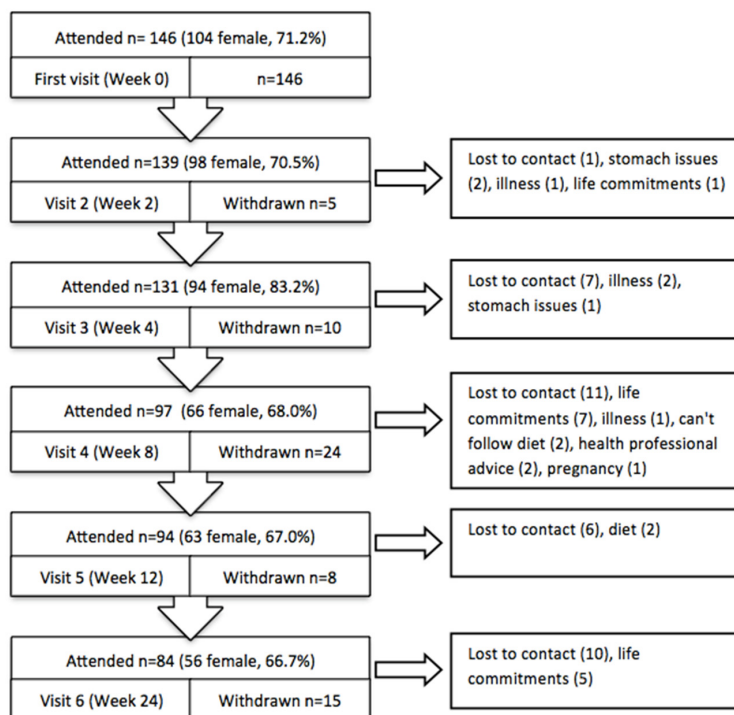 Attended n= 146 (104 female, 71.2%)
First visit (Week 0)
n=146
Attended n=139 (98 female, 70.5%)
Visit 2 (Week 2)
Withdrawn n=5
Lost to contact (1), stomach issues
(2), illness (1), life commitments (1)
Attended n=131 (94 female, 83.2%)
Visit 3 (Week 4)
Withdrawn n=10
Lost to contact (7), illness (2),
stomach issues (1)
Attended n=97 (66 female, 68.0%)
Visit 4 (Week 8)
Withdrawn n=24
Lost to contact (11), life
commitments (7), illness (1), can't
follow diet (2), health professional
advice (2), pregnancy (1)
Attended n=94 (63 female, 67.0%)
Visit 5 (Week 12)
Withdrawn n=8
Lost to contact (6), diet (2)
Attended n=84 (56 female, 66.7%)
Visit 6 (Week 24)
Withdrawn n=15
Lost to contact (10), life
commitments (5)